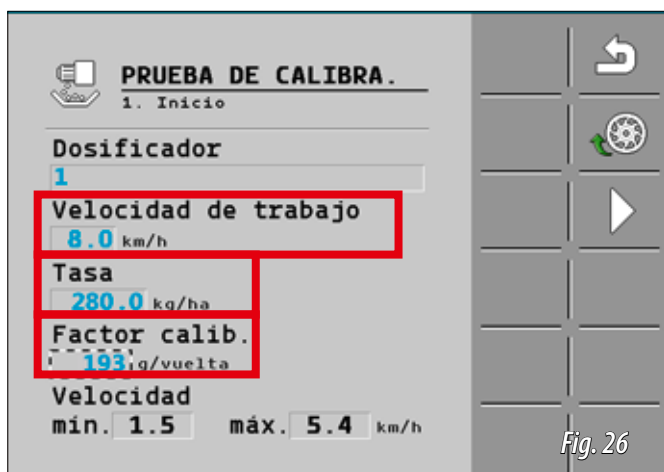 PRUEBA DE CALIBRA.
1. Inicio
Dosificador
1
Velocidad de trabajo
8.0 km/h
Tasa
280.0 kg/ha
Factor calib.
193 g/vuelta
Velocidad
mín. 1.5 máx. 5.4 km/h
Fig. 26